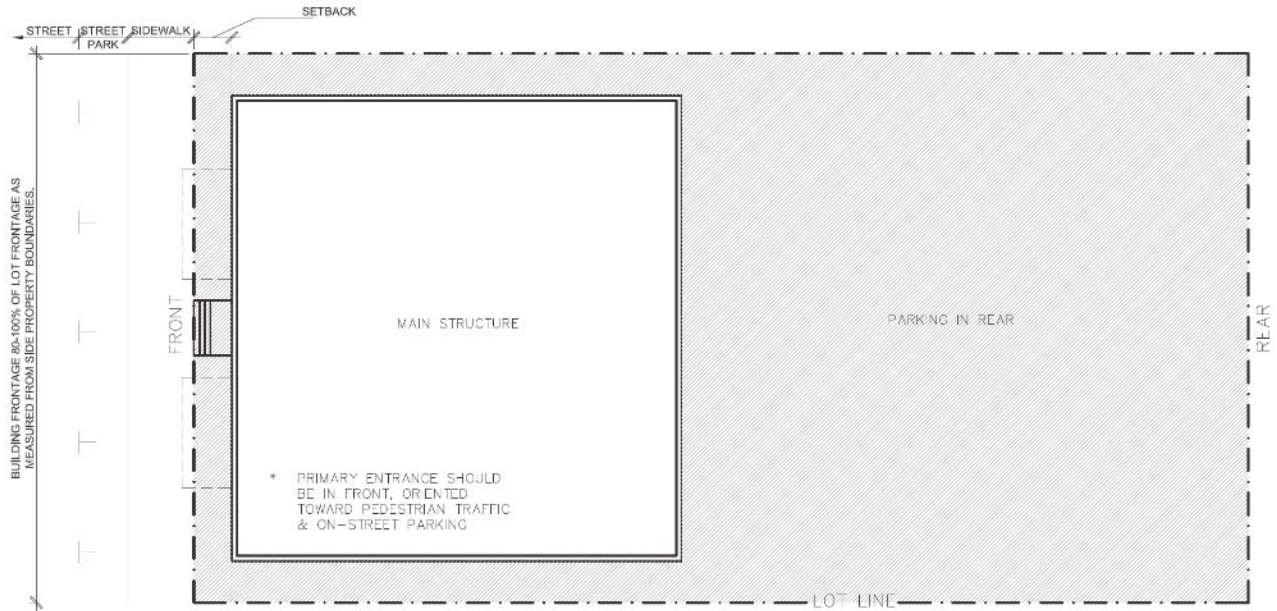 SETBACK
STREET
STREET
PARK
SIDEWALK
BUILDING FRONTAGE 80-100% OF LOT FRONTAGE AS
MEASURED FROM SIDE PROPERTY BOUNDARIES.
FRONT
MAIN STRUCTURE
PARKING IN REAR
REAR
* PRIMARY ENTRANCE SHOULD
BE IN FRONT, ORIENTED
TOWARD PEDESTRIAN TRAFFIC
& ON-STREET PARKING
LOT LINE